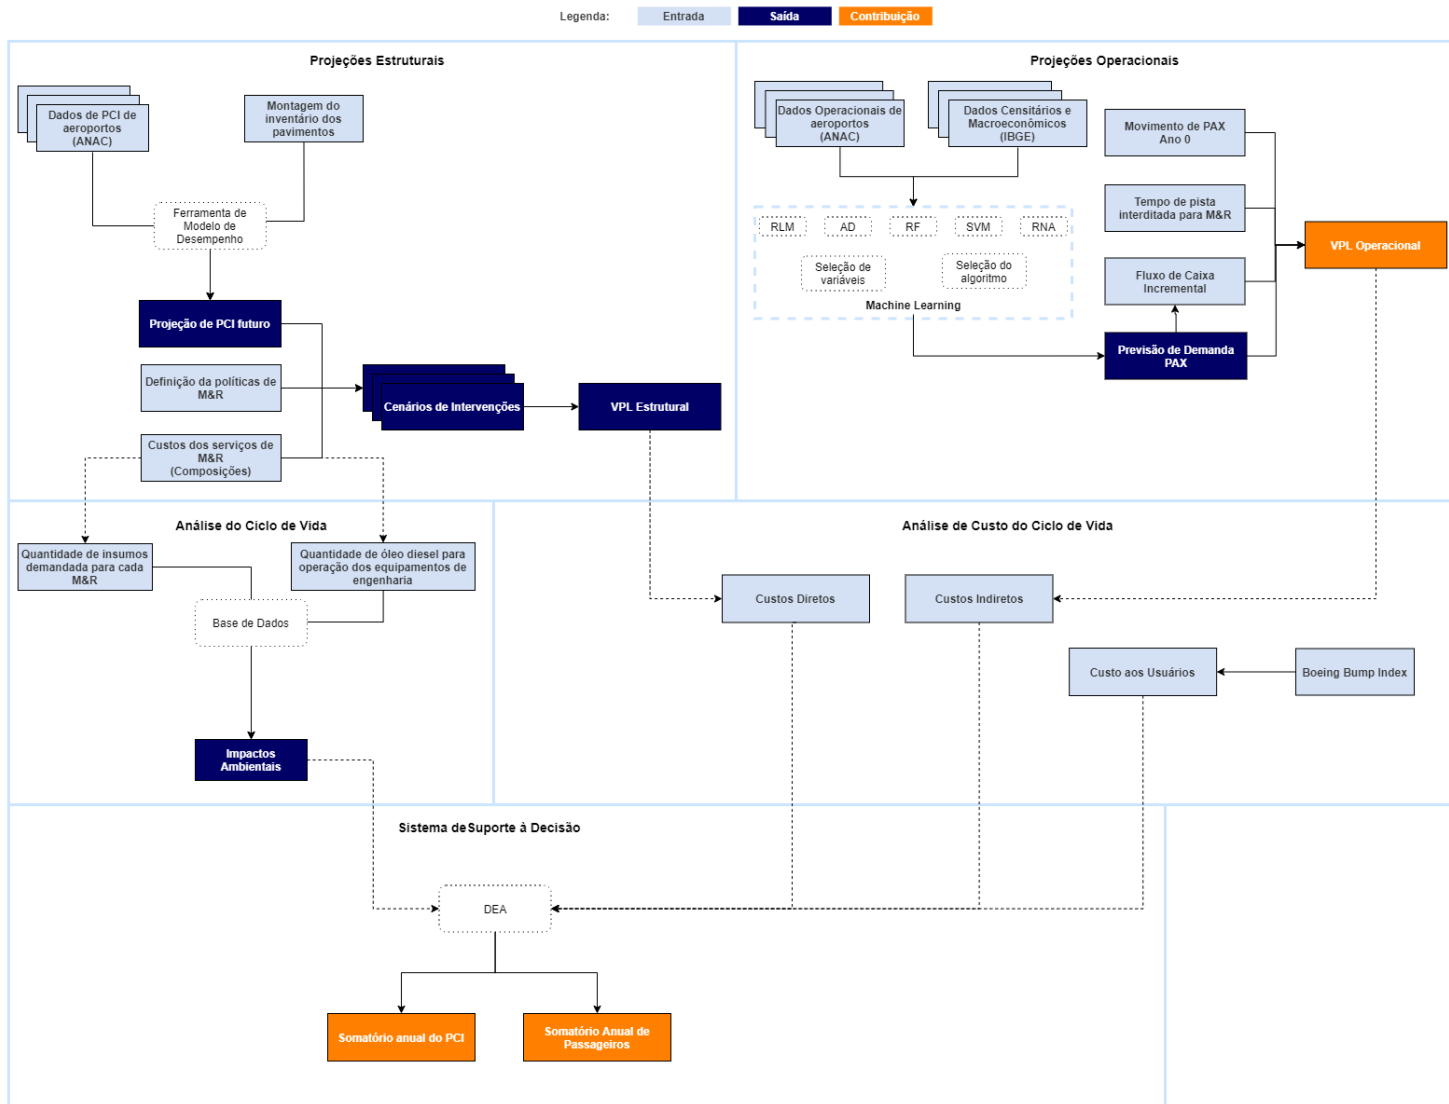 Legenda:
Entrada
Saída
Contribuição
Projeções Estruturais
Dados de PCI de
aeroportos
(ANAC)
Montagem do
inventário dos
pavimentos
Ferramenta de
Modelo de
Desempenho
Projeção de PCI futuro
Definição da políticas de
M&R
Custos dos serviços de
M&R
(Composições)
Cenários de Intervenções
VPL Estrutural
Projeções Operacionais
Dados Operacionais de
aeroportos
(ANAC)
Dados Censitários e
Macroeconômicos
(IBGE)
RLM
AD
RF
SVM
RNA
Seleção de
variáveis
Seleção do
algoritmo
Machine Learning
Movimento de PAX
Ano 0
Tempo de pista
interditada para M&R
Fluxo de Caixa
Incremental
Previsão de Demanda
PAX
VPL Operacional
Análise do Ciclo de Vida
Quantidade de insumos
demandada para cada
M&R
Quantidade de óleo diesel para
operação dos equipamentos de
engenharia
Base de Dados
Impactos
Ambientais
Análise de Custo do Ciclo de Vida
Custos Diretos
Custos Indiretos
Custo aos Usuários
Boeing Bump Index
Sistema de Suporte à Decisão
DEA
Somatório anual do PCI
Somatório Anual de
Passageiros